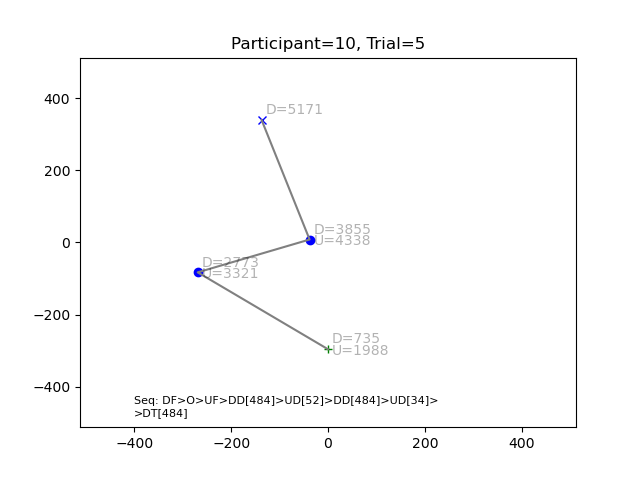 Participant=10, Trial=5
400
200
0
−200
−400
D=5171
D=3855
U=4338
D=2773
U=3321
D=735
U=1988
Seq: DF>O>UF>DD[484]>UD[52]>DD[484]>UD[34]>
>DT[484]
−400 −200 0 200 400